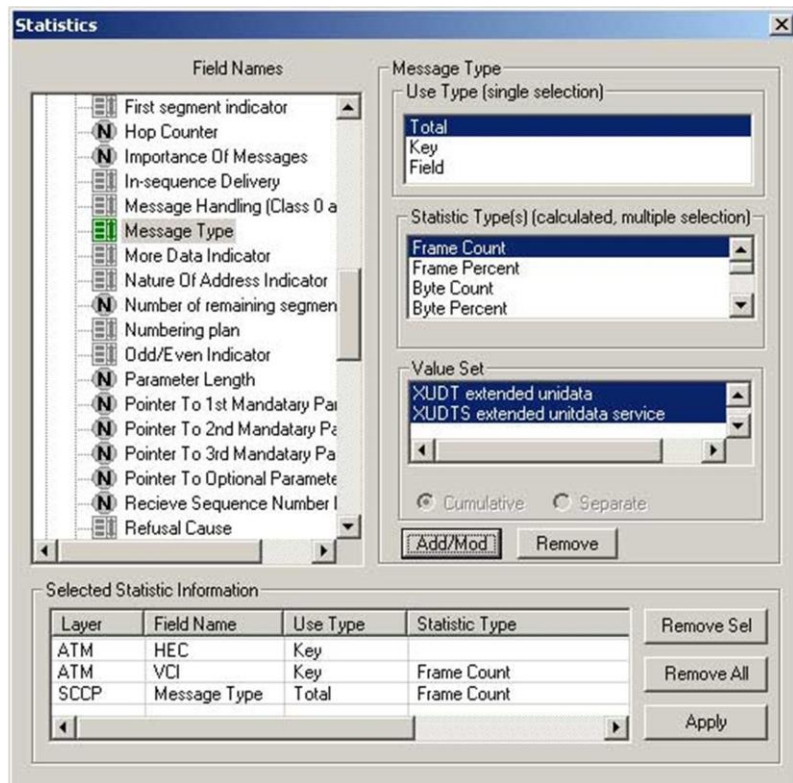 Statistics
Field Names
First segment indicator
N Hop Counter
N Importance Of Messages
In-sequence Delivery
Message Handling (Class 0 a
Message Type
More Data Indicator
Nature Of Address Indicator
N Number of remaining segmen
Numbering plan
Odd/Even Indicator
N Parameter Length
N Pointer To 1st Mandatary Par
N Pointer To 2nd Mandatary Pa
N Pointer To 3rd Mandatary Pa
N Pointer To Optional Paramete
N Recieve Sequence Number
Refusal Cause
Message Type
Use Type (single selection)
Total
Key
Field
Statistic Type(s) (calculated, multiple selection)
Frame Count
Frame Percent
Byte Count
Byte Percent
Value Set
XUDT extended unidata
XUDTS extended unitdata service
Cumulative Separate
Add/Mod Remove
Selected Statistic Information
Layer Field Name Use Type Statistic Type
ATM HEC Key
ATM VCI Key Frame Count
SCCP Message Type Total Frame Count
Remove Sel
Remove All
Apply